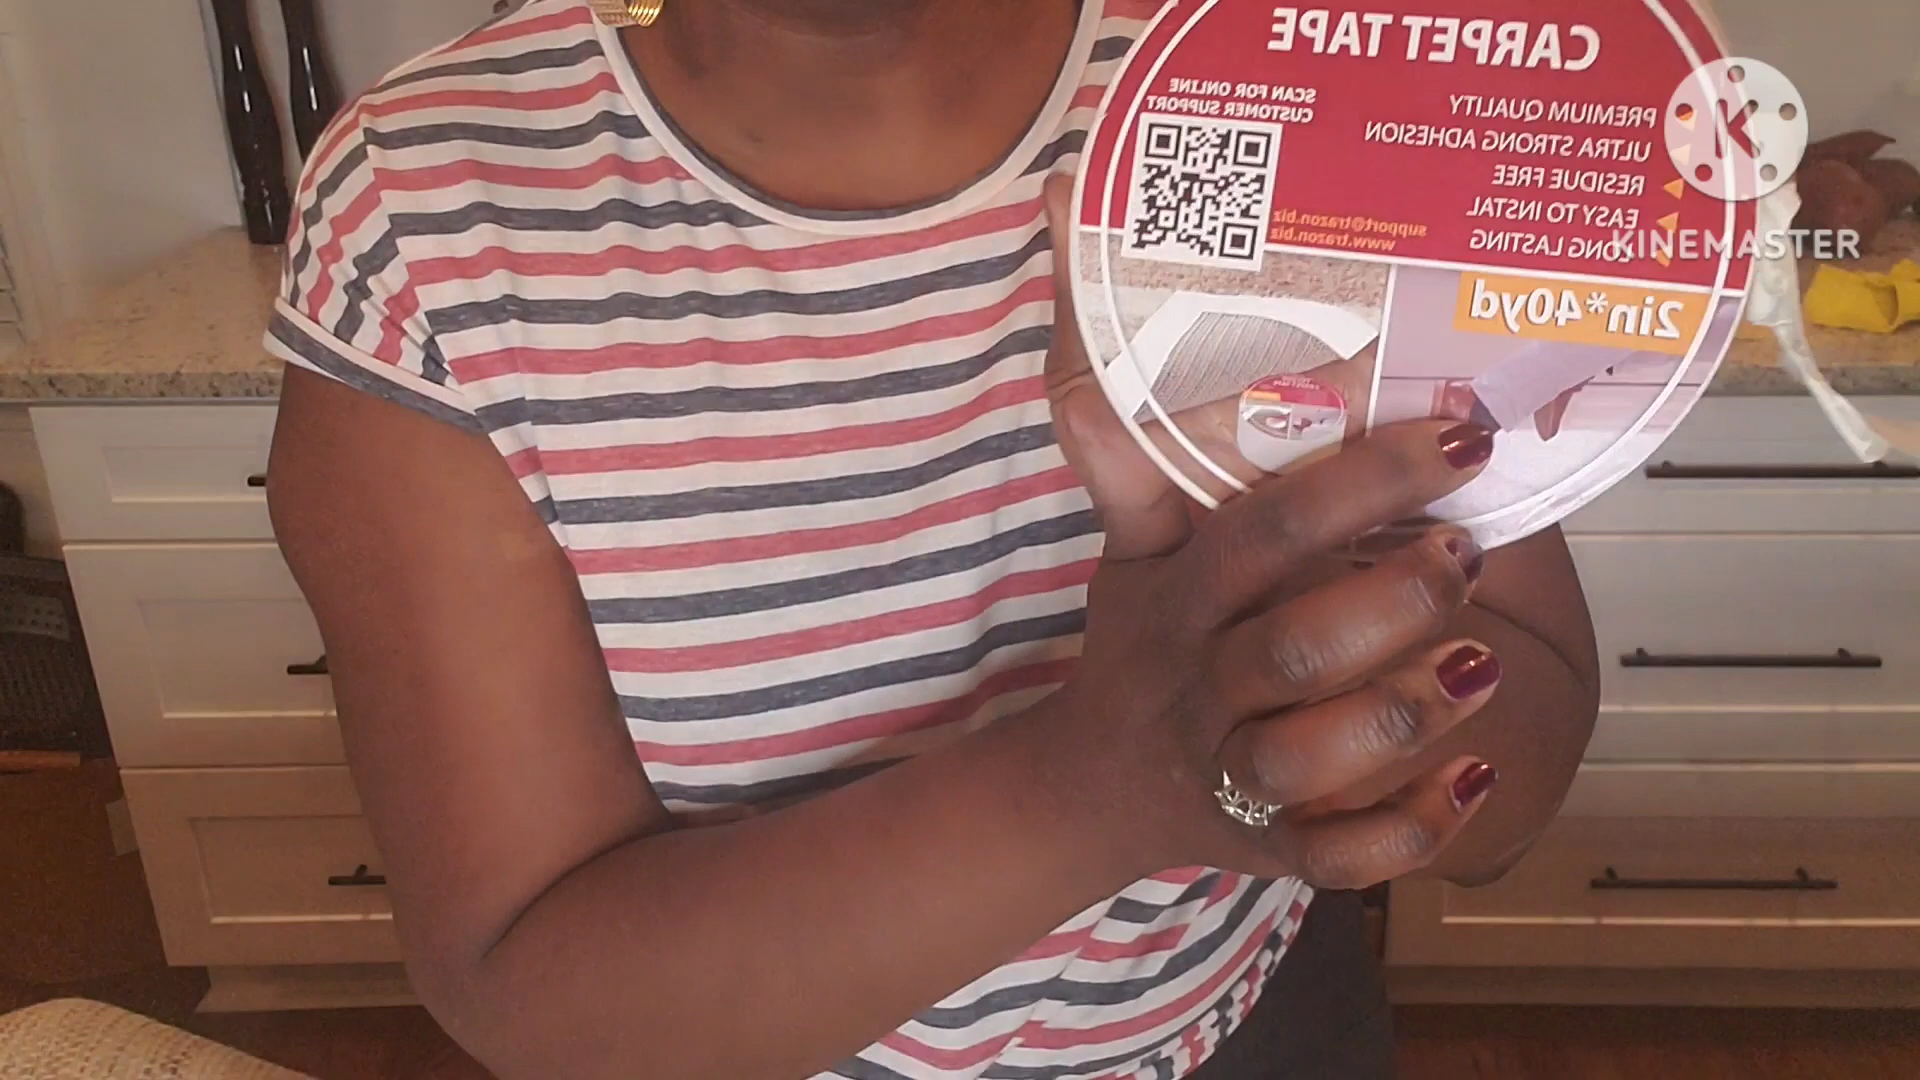 CARPET TAPE
SCAN FOR ONLINE
CUSTOMER SUPPORT
PREMIUM QUALITY
ULTRA STRONG ADHESION
RESIDUE FREE
EASY TO INSTAL
LONG LASTING
support@trazon.biz
www.trazon.biz
2in*40yd
K
KINEMASTER